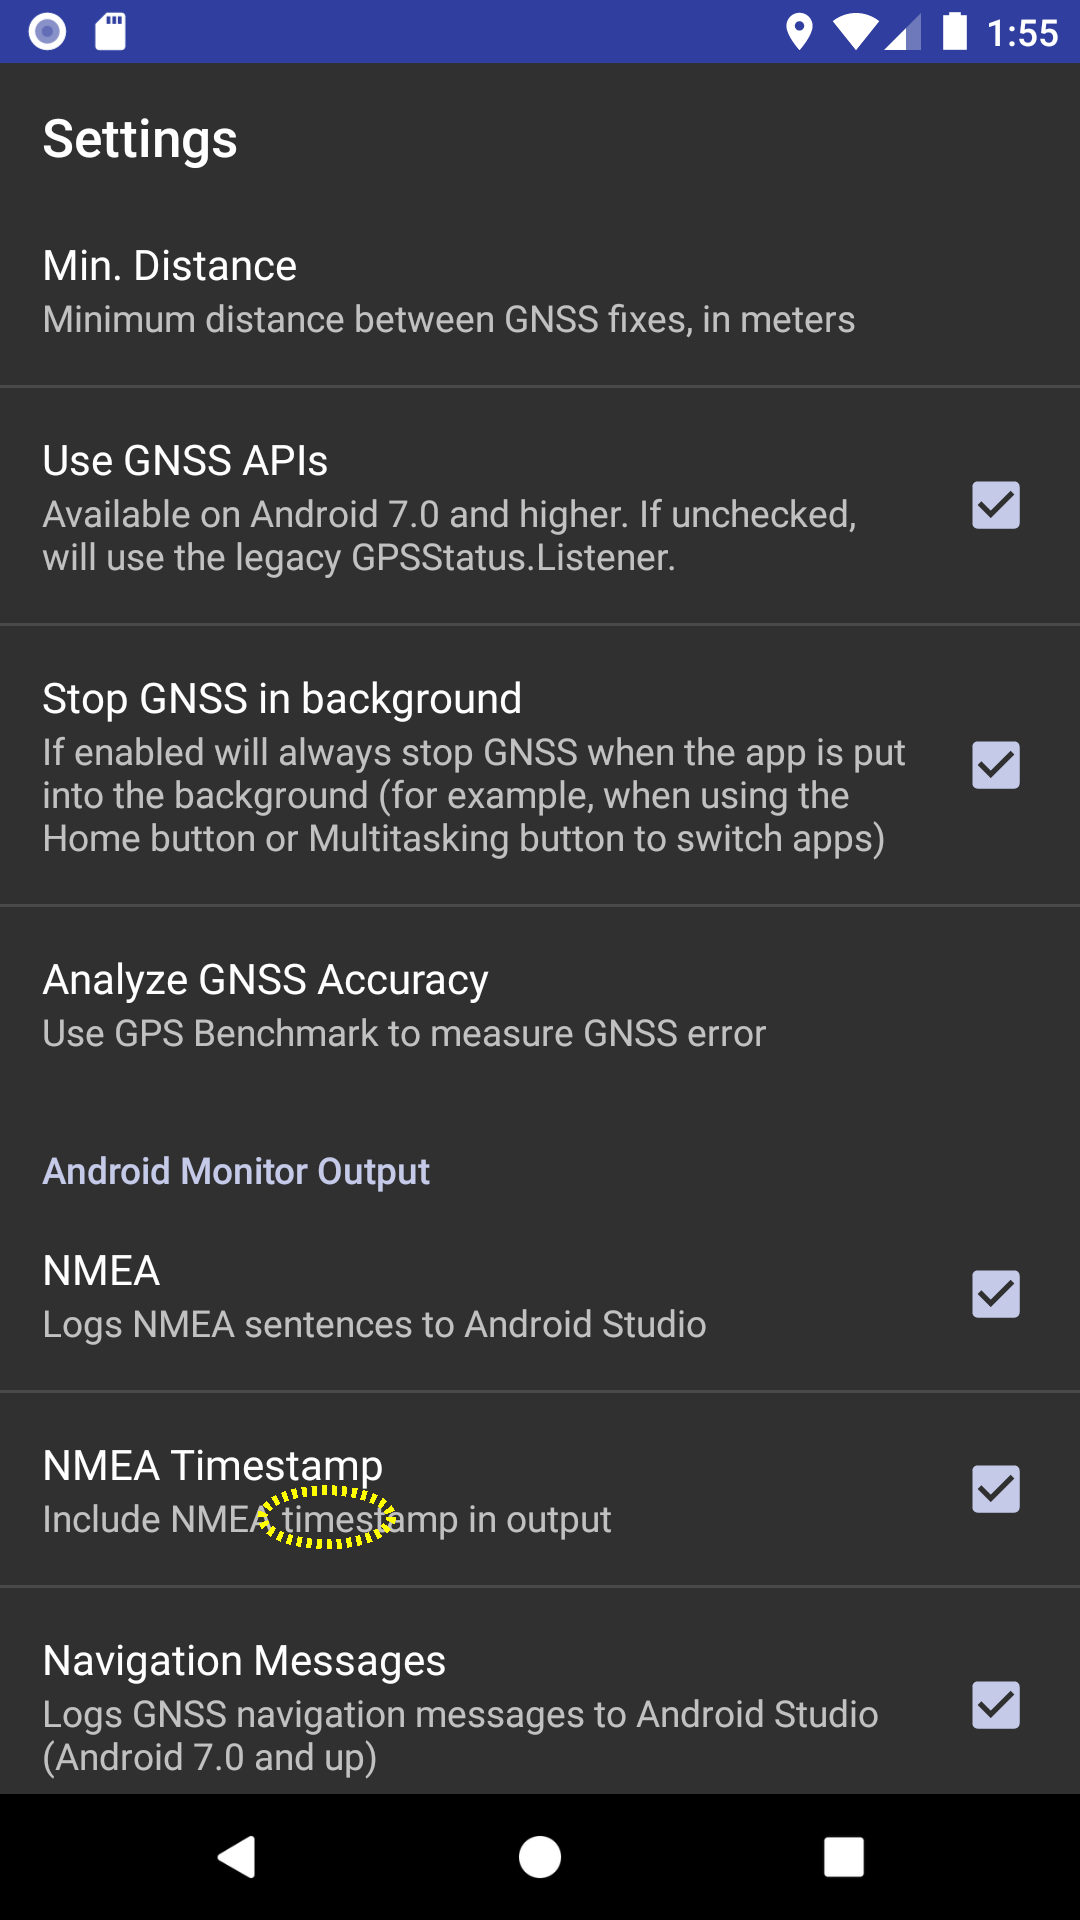 1:55
Settings
Min. Distance
Minimum distance between GNSS fixes, in meters
Use GNSS APIs
Available on Android 7.0 and higher. If unchecked,
will use the legacy GPSStatus.Listener.
Stop GNSS in background
If enabled will always stop GNSS when the app is put
into the background (for example, when using the
Home button or Multitasking button to switch apps)
Analyze GNSS Accuracy
Use GPS Benchmark to measure GNSS error
Android Monitor Output
NMEA
Logs NMEA sentences to Android Studio
NMEA Timestamp
Include NMEA timestamp in output
Navigation Messages
Logs GNSS navigation messages to Android Studio
(Android 7.0 and up)